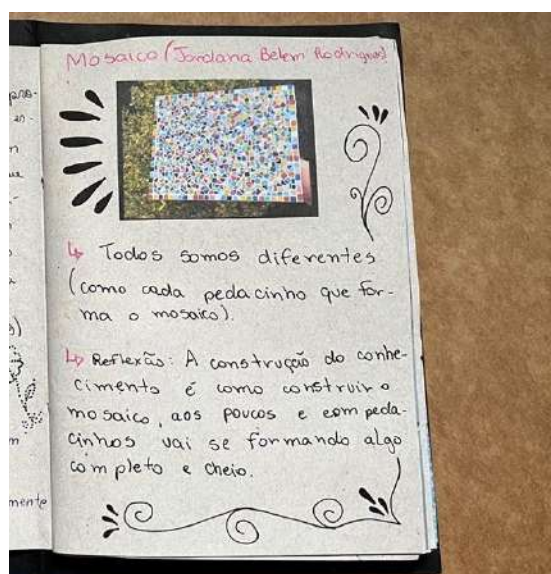 Mosaico (Jordana Belem Rodrigues)
↳ Todos somos diferentes
(como cada pedacinho que for-
ma o mosaico).
↳ Reflexão: A construção do conhe-
cimento é como construir o
mosaico, aos poucos e com peda-
cinhos vai se formando algo
completo e cheio.
mente